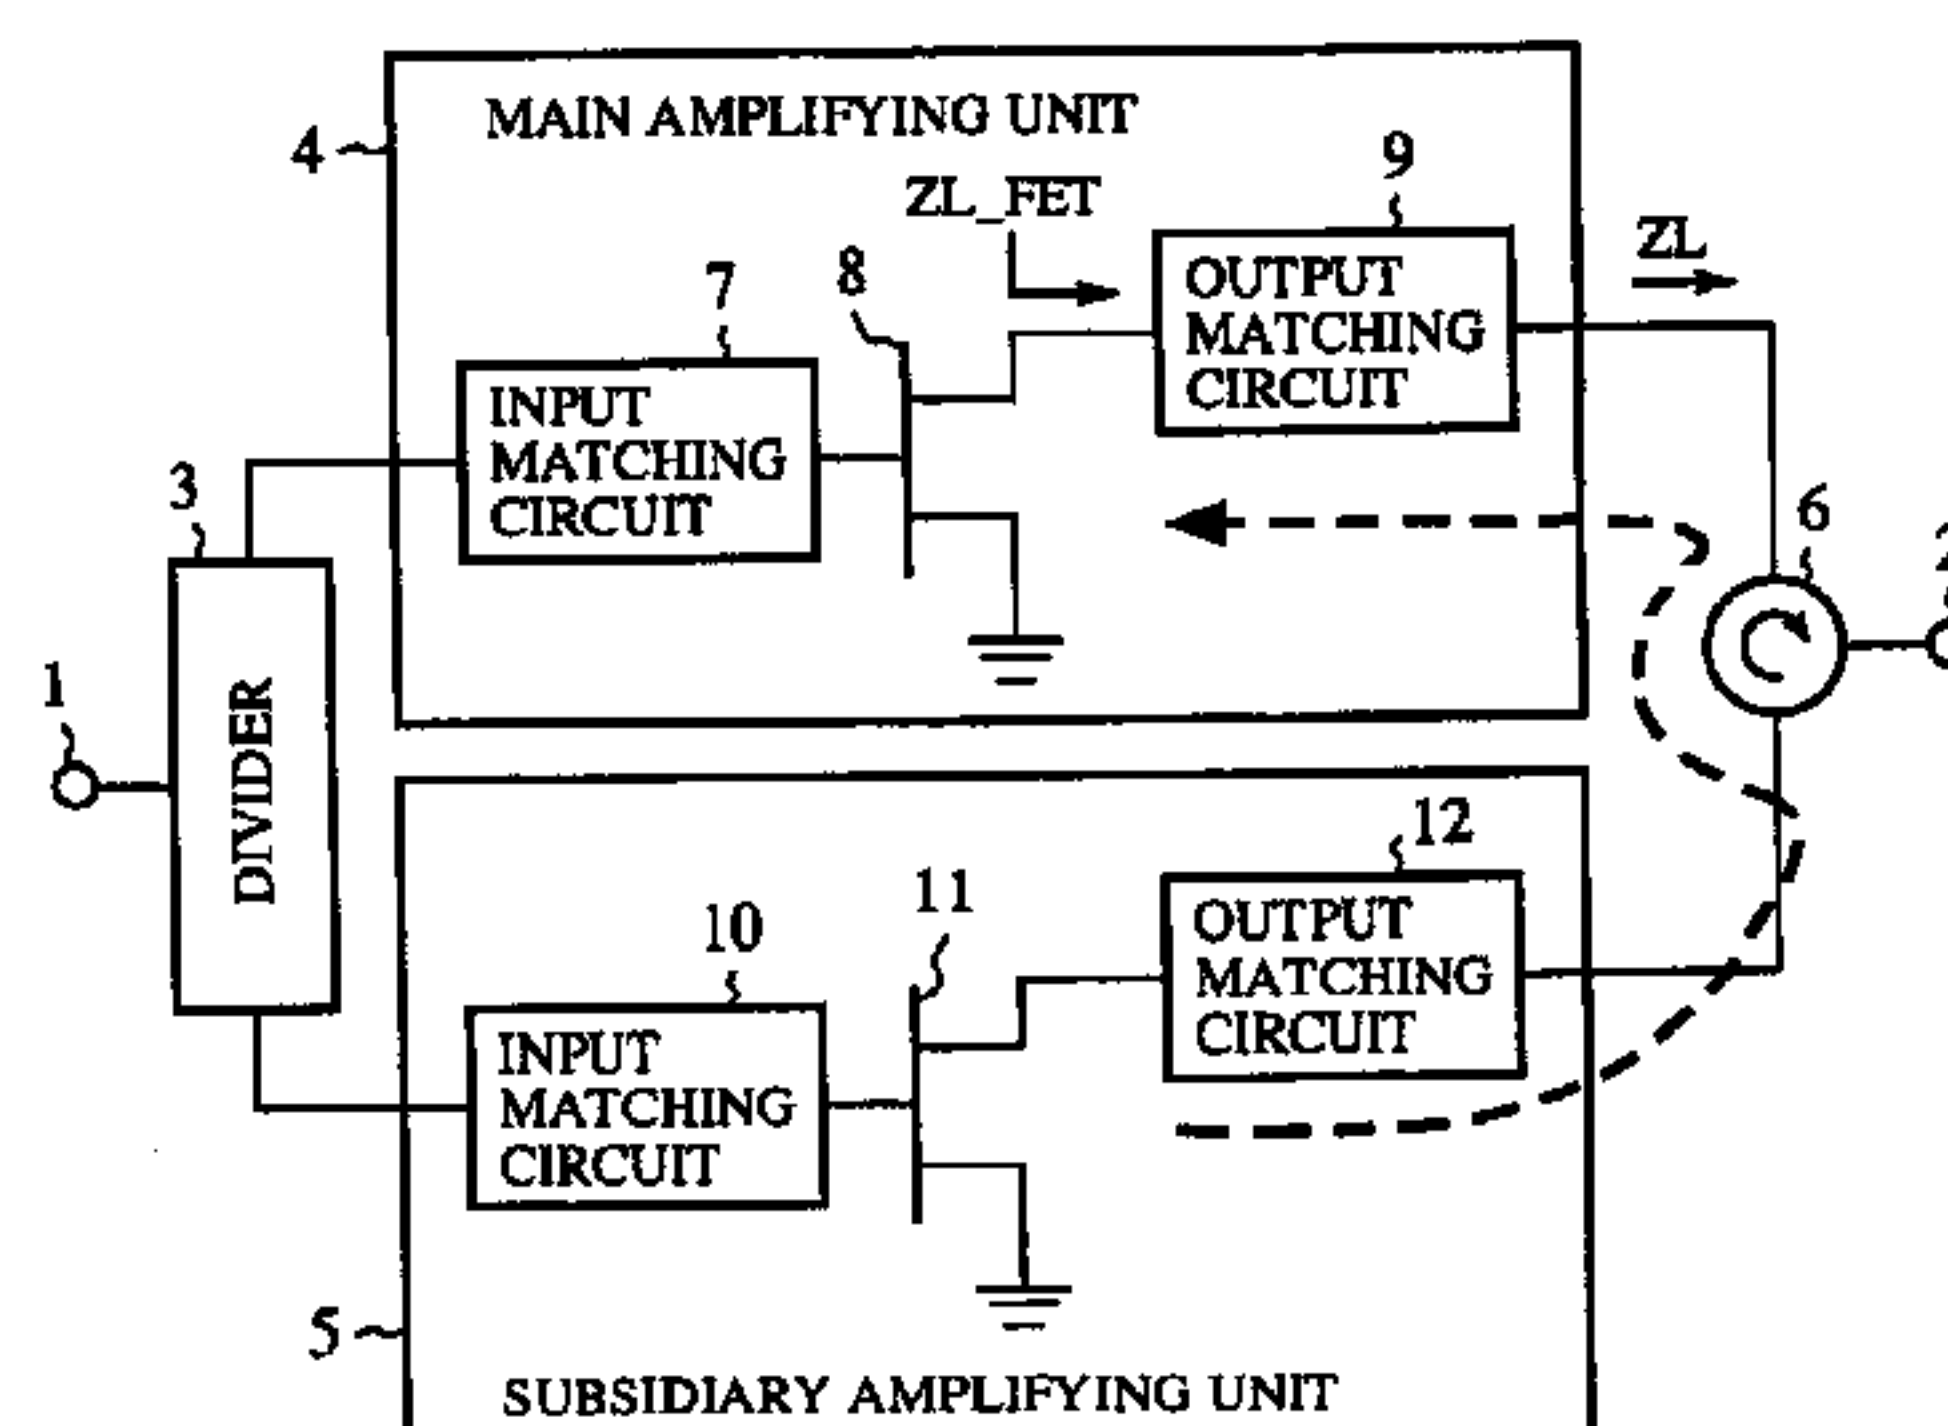 MAIN AMPLIFYING UNIT
4
9
ZL_FET
ZL
8
7
OUTPUT
MATCHING
CIRCUIT
INPUT
MATCHING
CIRCUIT
3
6
1
DIVIDER
12
11
10
OUTPUT
MATCHING
CIRCUIT
INPUT
MATCHING
CIRCUIT
5
SUBSIDIARY AMPLIFYING UNIT